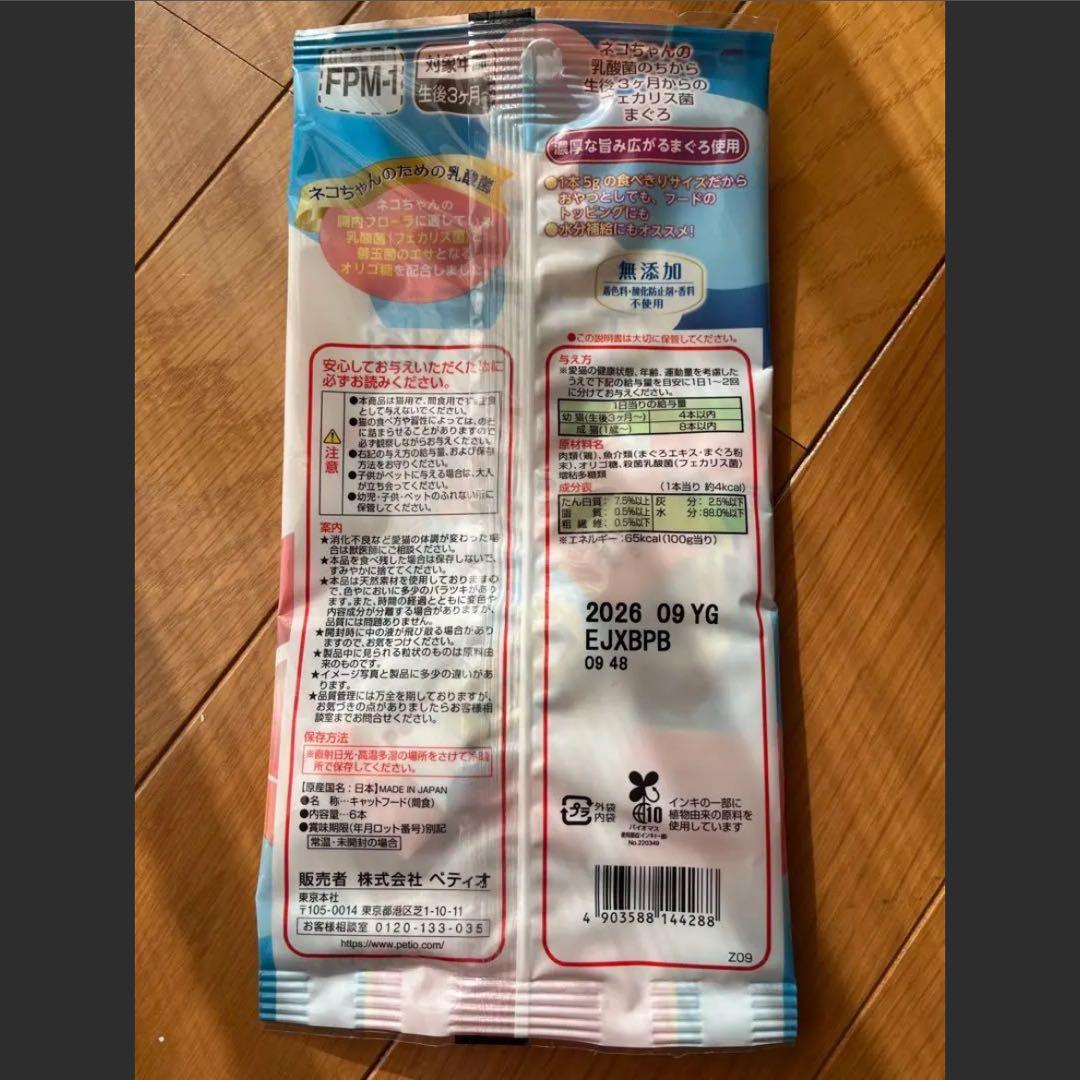 FPM-1
生後3ヶ月~
ネコちゃんのための乳酸菌
ネコちゃんの
腸内フローラに適している
乳酸菌(フェカリス菌)と
善玉菌のエサとなる
オリゴ糖を配合しました
安心してお与えいただくために
必ずお読みください。
注意
●本商品は猫用で、間食用です。主食
として与えないでください。
●猫の食べ方や習性によっては、のどに
に詰まらせることがありますので
必ず観察しながらお与えください。
●右記の与え方の給与量、および保存
方法をお守りください。
●子供がペットに与える場合は、大人
が立ち会ってください。
●幼児・子供・ペットのふれない所に
保管してください。
案内
★消化不良など愛猫の体調が変わった場
合は獣医師にご相談ください。
★本品を食べ残した場合は保存しないで、
すみやかに捨ててください。
★本品は天然素材を使用しておりますの
で、色やにおいに多少のバラツキがあり
ます。また、時間の経過とともに変色や
内容成分が分離する場合がありますが、
品質には問題ありません。
★開封時に中の液が飛び散る場合があり
ますので、お気をつけください。
★製品中に見られる粒状のものは原料由
来のものです。
★イメージ写真と製品に多少の違いがあ
ります。
★品質管理には万全を期しておりますが、
お気づきの点がありましたらお客様相
談室までお問合せください。
保存方法
※直射日光・高温多湿の場所をさけて冷暗
所で保存してください。
【原産国名:日本】MADE IN JAPAN
●名 称…キャットフード(間食)
●内容量…6本
●賞味期限(年月ロット番号)別記
常温・未開封の場合
販売者 株式会社 ペティオ
東京本社
〒105-0014 東京都港区芝1-10-11
お客様相談室 0120-133-035
https://www.petio.com/
ネコちゃんの
乳酸菌のちから
生後3ヶ月からの
フェカリス菌
まぐろ
濃厚な旨み広がるまぐろ使用
●1本5gの食べきりサイズだから
おやつとしても、フードの
トッピングにも
●水分補給にもオススメ!
無添加
着色料・酸化防止剤・香料
不使用
●この説明書は大切に保管してください。
与え方
※愛猫の健康状態、年齢、運動量を考慮した
うえで下記の給与量を目安に1日1~2回
に分けてお与えください。
1日当りの給与量
幼 猫(生後3ヶ月~) 4本以内
成 猫(1歳~) 8本以内
原材料名
肉類(鶏)、魚介類(まぐろエキス・まぐろ粉
末)、オリゴ糖、殺菌乳酸菌(フェカリス菌)
増粘多糖類
成分表 (1本当り 約4kcal)
たん白質: 7.5%以上 灰 分: 2.5%以下
脂 質: 0.5%以上 水 分: 88.0%以下
粗 繊 維: 0.5%以下
※エネルギー:65kcal(100g当り)
2026 09 YG
EJXBPB
09 48
プラ
外袋
内袋
10
バイオマス
No.220349
インキの一部に
植物由来の原料を
使用しています
4 903588 144288
Z09